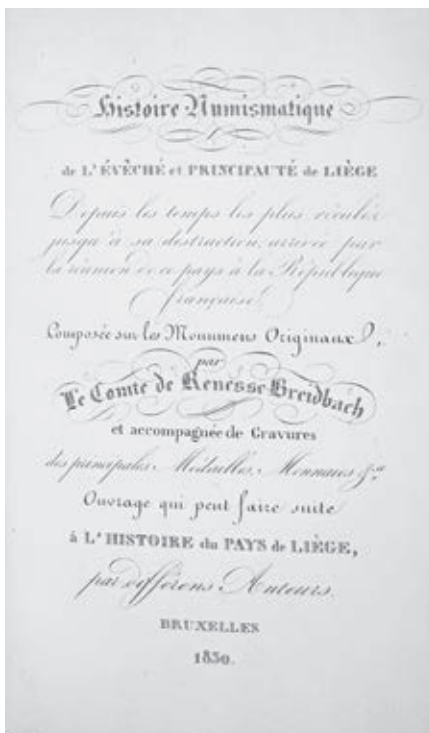 Histoire Numismatique
de L'ÉVÊCHÉ et PRINCIPAUTÉ de LIÈGE
Depuis les temps les plus réculés
jusqu'à sa destruction, arrivée par
la réunion de ce pays à la République
française,
Composée sur les Monumens Originaux,
par
Le Comte de Renesse Breidbach
et accompagnée de Gravures
des principales Médailles, Monnaies &a
Ouvrage qui peut faire suite
à L'HISTOIRE du PAYS de LIÈGE,
par différens Auteurs.
BRUXELLES
1830.